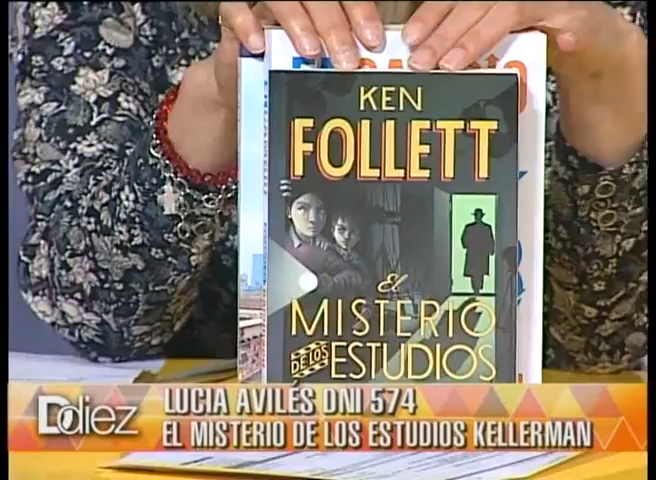 KEN
FOLLETT
El
MISTERIO
DE LOS ESTUDIOS
Ddiez
LUCIA AVILÉS DNI 574
EL MISTERIO DE LOS ESTUDIOS KELLERMAN